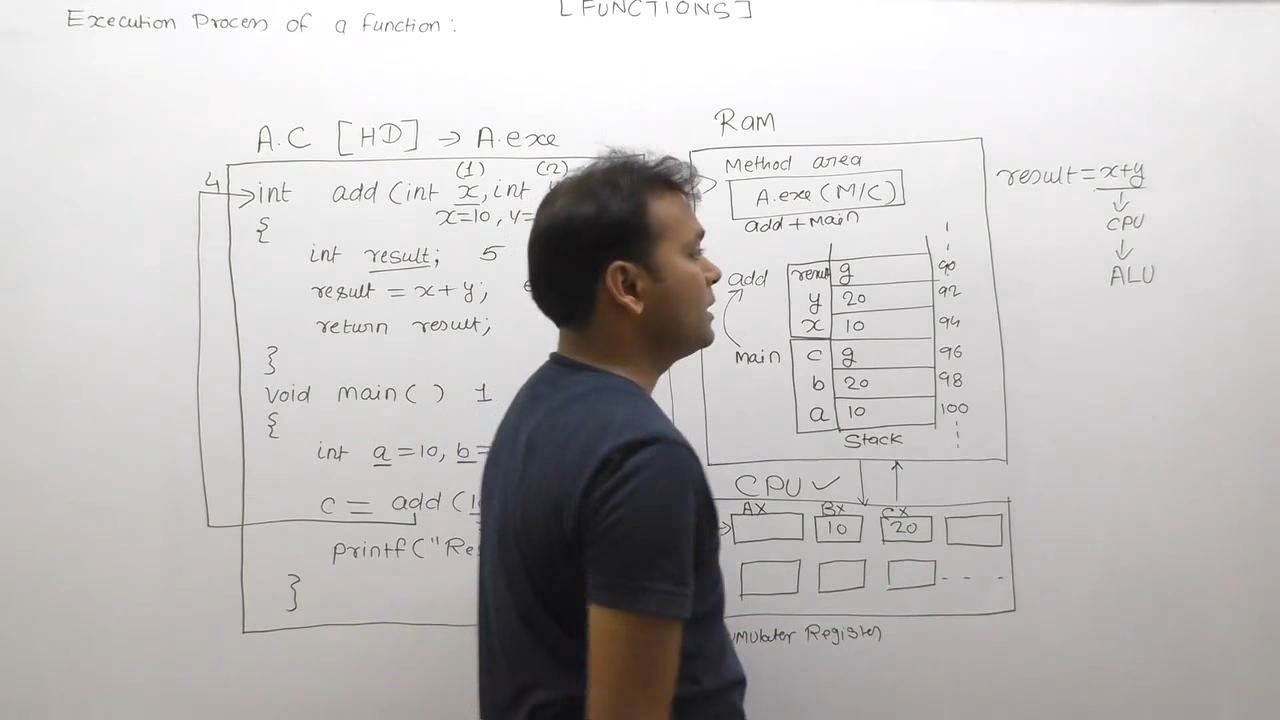 [FUNCTIONS]
Execution Process of a function :
A.C [HD] → A.exe
(1) (2)
4
int add (int x, int
x=10, y=
{
int result; 5
result = x+y;
return result;
}
void main( ) 1
{
int a =10, b=
c = add (1
printf("Re
}
Ram
Method area
A.exe (M/C)
add + main
add
main
result g 90
y 20 92
x 10 94
c g 96
b 20 98
a 10 100
Stack
result = x+y
↓
CPU
↓
ALU
CPU ✓
AX BX CX
10 20
- - -
Register